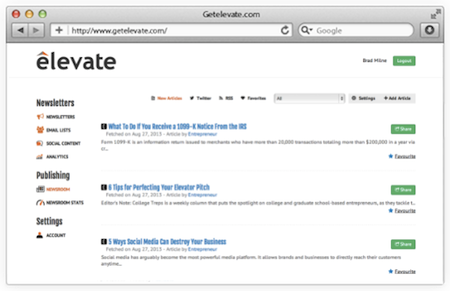 Getelevate.com
http://www.getelevate.com/
Google
êlevate
Brad Milne
Logout
New Articles
Twitter
RSS
Favorites
All
Settings
+ Add Article
Newsletters
NEWSLETTERS
EMAIL LISTS
SOCIAL CONTENT
ANALYTICS
Publishing
NEWSROOM
NEWSROOM STATS
Settings
ACCOUNT
E What To Do If You Receive a 1099-K Notice From the IRS
Share
Fetched on Aug 27, 2013 - Article by Entrepreneur
Form 1099-K is an information return issued to merchants who have more than 20,000 transactions totaling more than $100,000 in a year via
ci...
Favourite
E 6 Tips for Perfecting Your Elevator Pitch
Share
Fetched on Aug 27, 2013 - Article by Entrepreneur
Editor's Note: College Treps is a weekly column that puts the spotlight on college and graduate school-based entrepreneurs, as they tackle t...
Favourite
E 5 Ways Social Media Can Destroy Your Business
Share
Fetched on Aug 27, 2013 - Article by Entrepreneur
Social media has arguably become the most powerful media platform. It allows brands and businesses to directly reach their customers
anytime...
Favourite